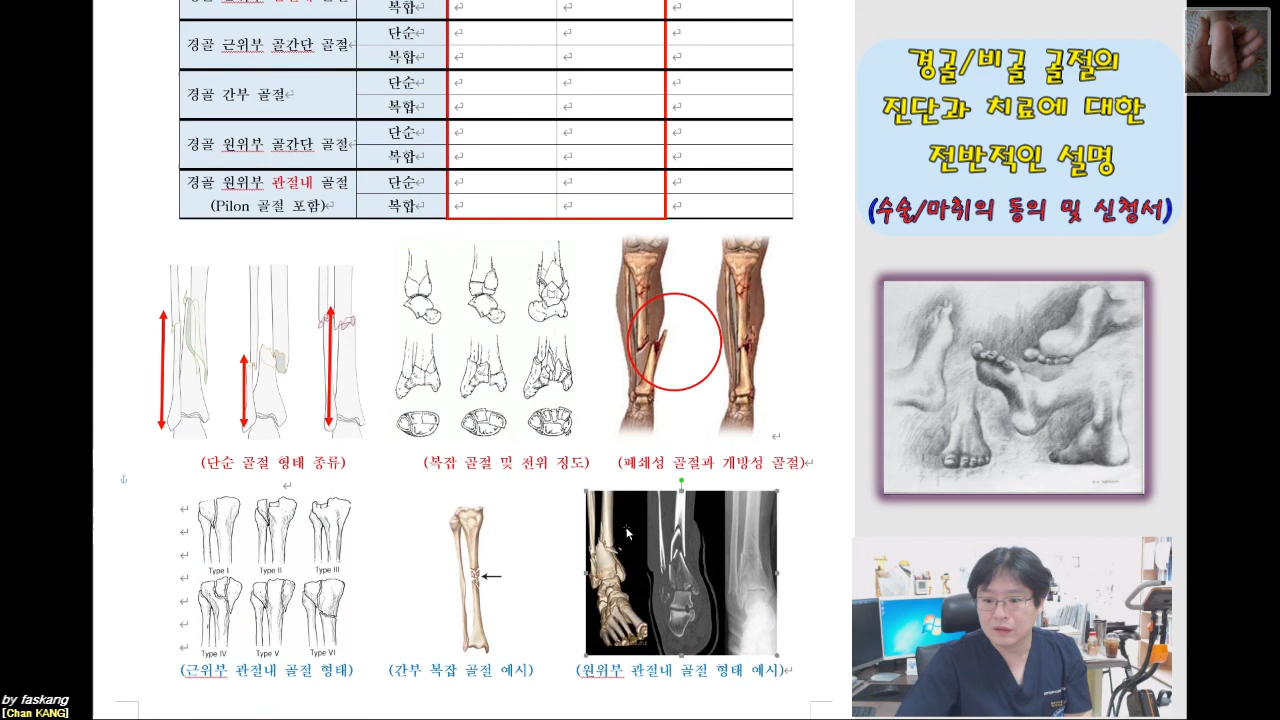 복합
경골 근위부 골간단 골절
단순
복합
경골 간부 골절
단순
복합
경골 원위부 골간단 골절
단순
복합
경골 원위부 관절내 골절
(Pilon 골절 포함)
단순
복합
(단순 골절 형태 종류)
(복잡 골절 및 전위 정도)
(폐쇄성 골절과 개방성 골절)
Type I
Type II
Type III
Type IV
Type V
Type VI
(근위부 관절내 골절 형태)
(간부 복잡 골절 예시)
(원위부 관절내 골절 형태 예시)
경골/비골 골절의
진단과 치료에 대한
전반적인 설명
(수술/마취의 동의 및 신청서)
by faskang
[Chan KANG]